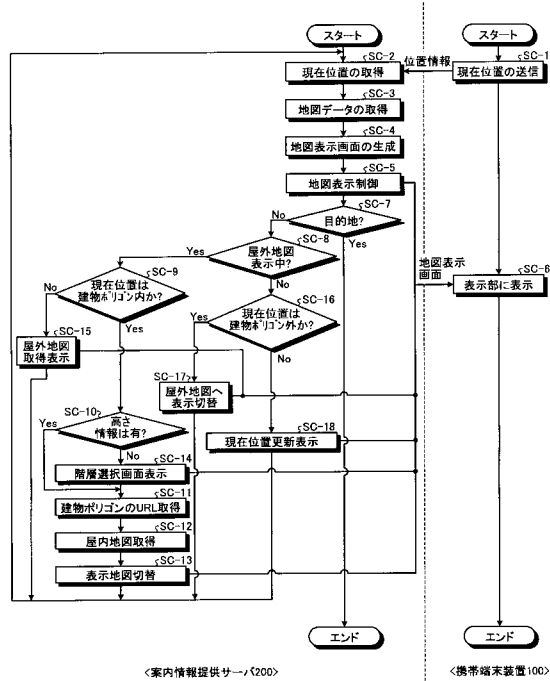 スタート
スタート
SC-1
現在位置の送信
位置情報
SC-2
現在位置の取得
SC-3
地図データの取得
SC-4
地図表示画面の生成
SC-5
地図表示制御
SC-7
目的地?
No
Yes
SC-8
屋外地図
表示中?
Yes
No
地図表示
画面
SC-6
表示部に表示
SC-9
現在位置は
建物ポリゴン内か?
No
Yes
SC-16
現在位置は
建物ポリゴン外か?
Yes
No
SC-15
屋外地図
取得表示
SC-17
屋外地図へ
表示切替
SC-10
高さ
情報は有?
Yes
No
SC-18
現在位置更新表示
SC-14
階層選択画面表示
SC-11
建物ポリゴンのURL取得
SC-12
屋内地図取得
SC-13
表示地図切替
エンド
エンド
<案内情報提供サーバ200>
<携帯端末装置100>